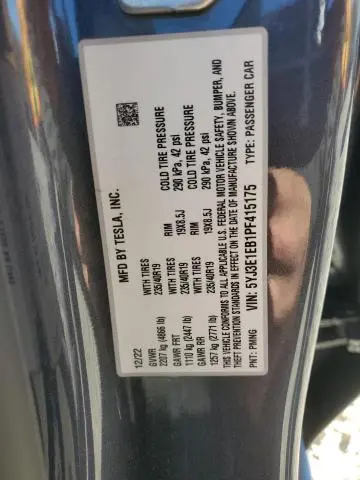 MFD BY TESLA, INC.
12/22
GVWR
2207 kg (4866 lb)
GAWR FRT
1110 kg (2447 lb)
WITH TIRES
235/40R19
RIM
19X8.5J
COLD TIRE PRESSURE
290 kPa, 42 psi
GAWR RR
1257 kg (2771 lb)
WITH TIRES
235/40R19
RIM
19X8.5J
COLD TIRE PRESSURE
290 kPa, 42 psi
THIS VEHICLE CONFORMS TO ALL APPLICABLE U.S. FEDERAL MOTOR VEHICLE SAFETY, BUMPER, AND
THEFT PREVENTION STANDARDS IN EFFECT ON THE DATE OF MANUFACTURE SHOWN ABOVE.
VIN: 5YJ3E1EB1PF415175
TYPE: PASSENGER CAR
PNT: PMNG